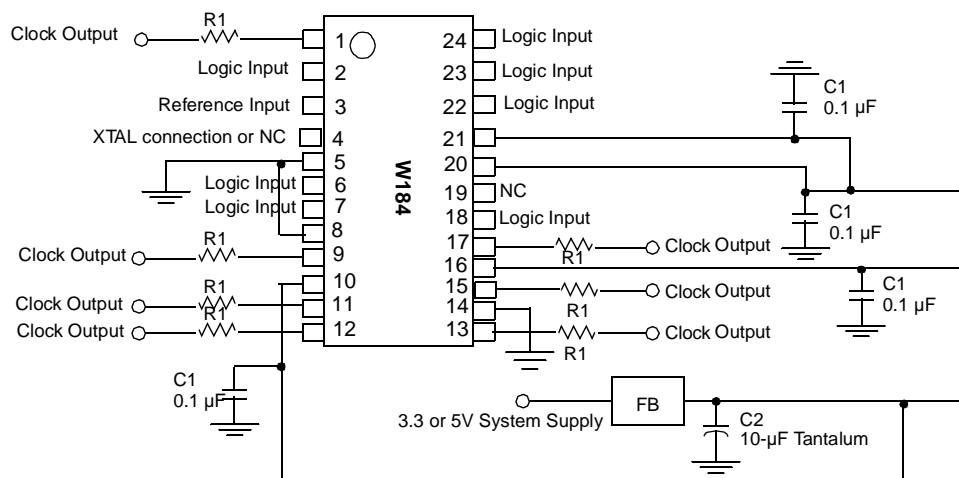 R1
Clock Output
1
24
Logic Input
Logic Input
2
23
Logic Input
C1
0.1 µF
Reference Input
3
22
Logic Input
XTAL connection or NC
4
21
5
20
W184
Logic Input
6
19
NC
Logic Input
7
18
Logic Input
C1
0.1 µF
8
17
Clock Output
R1
R1
Clock Output
9
16
10
15
Clock Output
C1
0.1 µF
R1
Clock Output
11
14
R1
R1
Clock Output
12
13
Clock Output
R1
C1
0.1 µF
3.3 or 5V System Supply
FB
C2
10-µF Tantalum